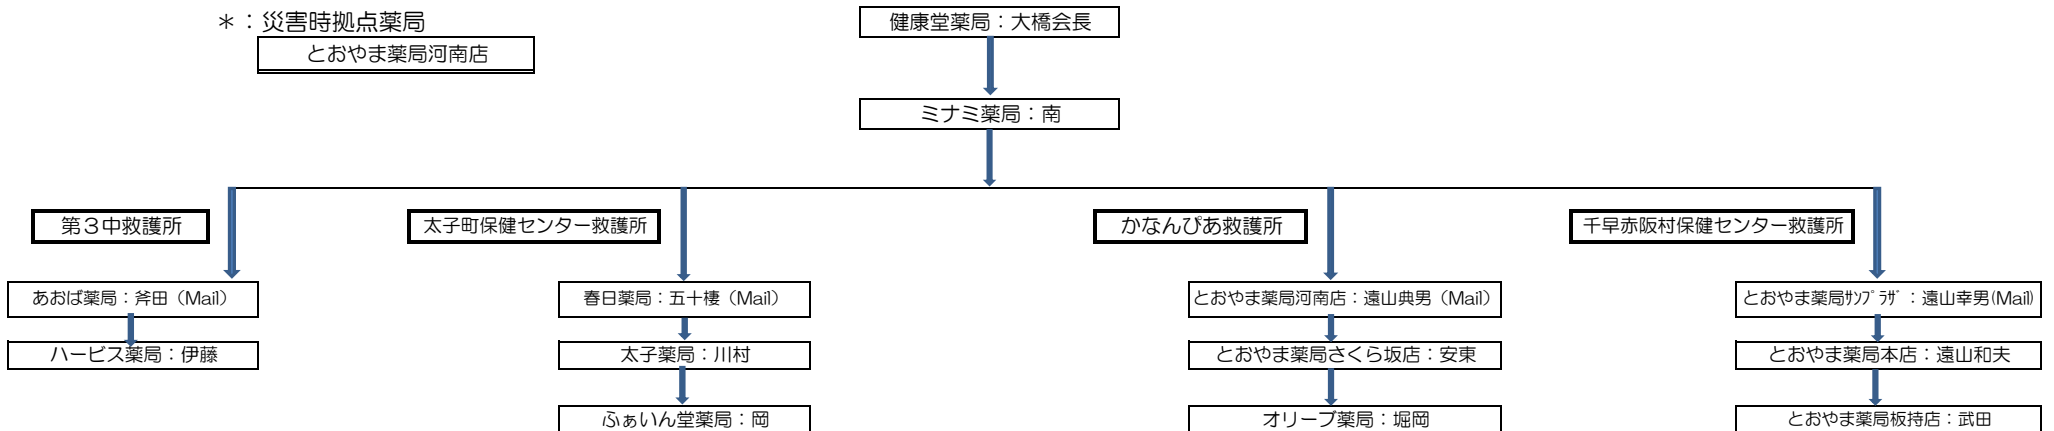 ＊：災害時拠点薬局
とおやま薬局河南店
健康堂薬局：大橋会長
ミナミ薬局：南
第３中救護所
太子町保健センター救護所
かなんぴあ救護所
千早赤阪村保健センター救護所
あおば薬局：斧田（Mail）
春日薬局：五十棲（Mail）
とおやま薬局河南店：遠山典男（Mail）
とおやま薬局ｻﾝﾌﾟﾗｻﾞ：遠山幸男(Mail)
ハービス薬局：伊藤
太子薬局：川村
とおやま薬局さくら坂店：安東
とおやま薬局本店：遠山和夫
ふぁいん堂薬局：岡
オリーブ薬局：堀岡
とおやま薬局板持店：武田